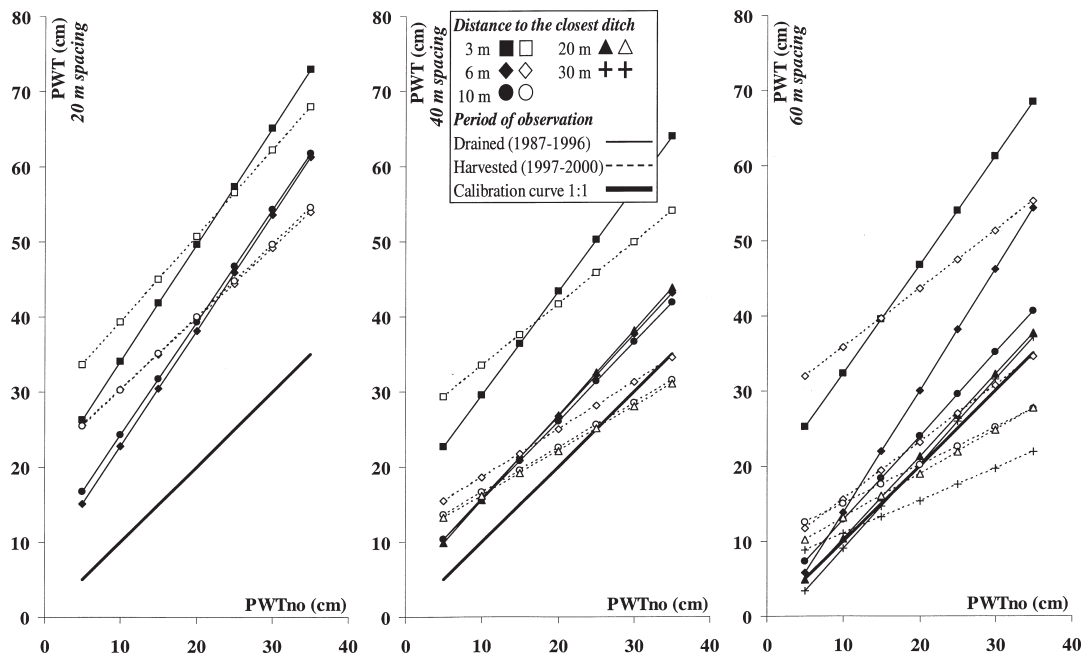 PWT (cm)
20 m spacing
80
70
60
50
40
30
20
10
0
PWTno (cm)
0 10 20 30 40
PWT (cm)
40 m spacing
80
70
60
50
40
30
20
10
0
PWTno (cm)
0 10 20 30 40
Distance to the closest ditch
3 m 20 m
6 m 30 m
10 m
Period of observation
Drained (1987-1996)
Harvested (1997-2000)
Calibration curve 1:1
PWT (cm)
60 m spacing
80
70
60
50
40
30
20
10
0
PWTno (cm)
0 10 20 30 40